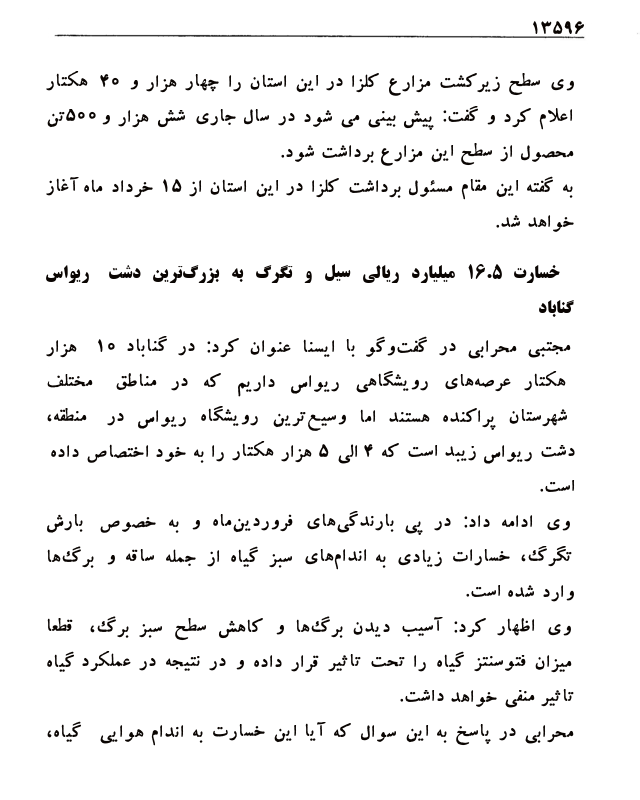 ۱۳۵۹۶
وی سطح زیرکشت مزارع کلزا در این استان را چهار هزار و ۴۰ هکتار
اعلام کرد و گفت: پیش بینی می شود در سال جاری شش هزار و ۵۰۰تن
محصول از سطح این مزارع برداشت شود.
به گفته این مقام مسئول برداشت کلزا در این استان از ۱۵ خرداد ماه آغاز
خواهد شد.
خسارت ۱۶.۵ میلیارد ریالی سیل و تگرگ به بزرگ‌ترین دشت ریواس
گناباد
مجتبی محرابی در گفت‌وگو با ایسنا عنوان کرد: در گناباد ۱۰ هزار
هکتار عرصه‌های رویشگاهی ریواس داریم که در مناطق مختلف
شهرستان پراکنده هستند اما وسیع‌ترین رویشگاه ریواس در منطقه،
دشت ریواس زیبد است که ۴ الی ۵ هزار هکتار را به خود اختصاص داده
است.
وی ادامه داد: در پی بارندگی‌های فروردین‌ماه و به خصوص بارش
تگرگ، خسارات زیادی به اندام‌های سبز گیاه از جمله ساقه و برگ‌ها
وارد شده است.
وی اظهار کرد: آسیب دیدن برگ‌ها و کاهش سطح سبز برگ، قطعا
میزان فتوسنتز گیاه را تحت تاثیر قرار داده و در نتیجه در عملکرد گیاه
تاثیر منفی خواهد داشت.
محرابی در پاسخ به این سوال که آیا این خسارت به اندام هوایی گیاه،